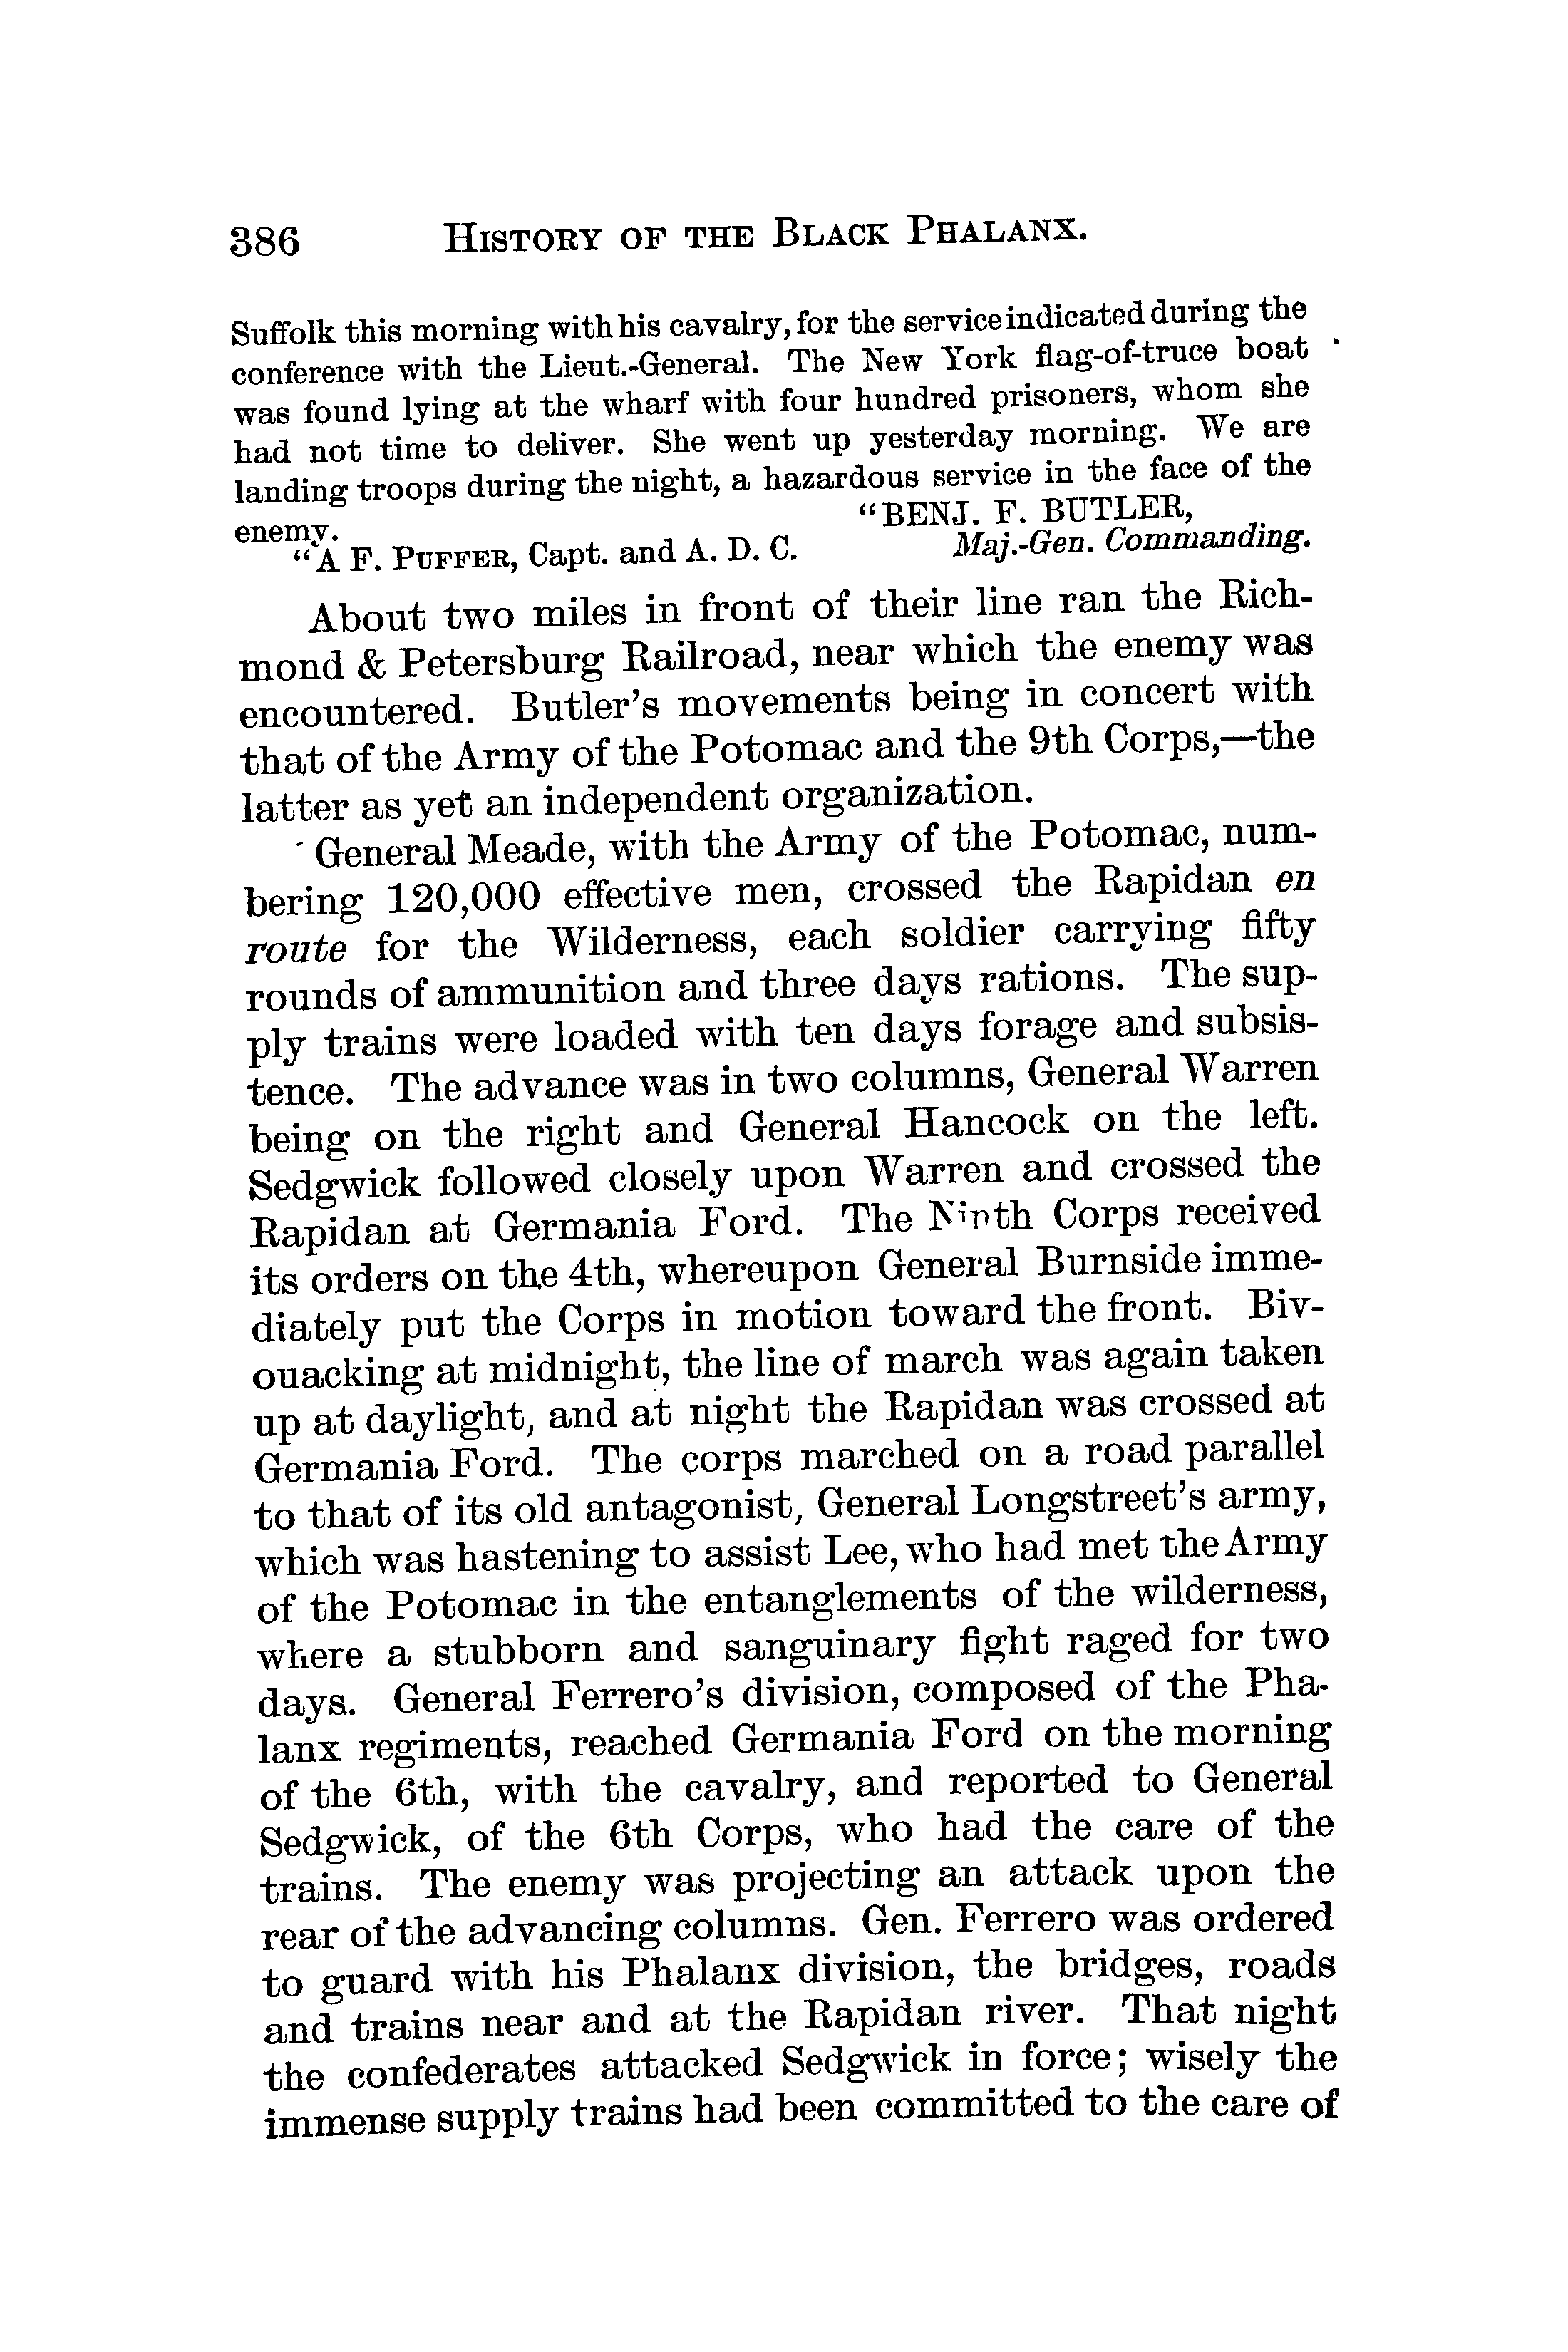 386 HISTORY OF THE BLACK PHALANX.
Suffolk this morning with his cavalry, for the service indicated during the
conference with the Lieut.-General. The New York flag-of-truce boat
was found lying at the wharf with four hundred prisoners, whom she
had not time to deliver. She went up yesterday morning. We are
landing troops during the night, a hazardous service in the face of the
enemy.
"BENJ. F. BUTLER,
"A F. PUFFER, Capt. and A. D. C. Maj.-Gen. Commanding.
About two miles in front of their line ran the Rich-
mond & Petersburg Railroad, near which the enemy was
encountered. Butler's movements being in concert with
that of the Army of the Potomac and the 9th Corps,—the
latter as yet an independent organization.
General Meade, with the Army of the Potomac, num-
bering 120,000 effective men, crossed the Rapidan en
route for the Wilderness, each soldier carrying fifty
rounds of ammunition and three days rations. The sup-
ply trains were loaded with ten days forage and subsis-
tence. The advance was in two columns, General Warren
being on the right and General Hancock on the left.
Sedgwick followed closely upon Warren and crossed the
Rapidan at Germania Ford. The Ninth Corps received
its orders on the 4th, whereupon General Burnside imme-
diately put the Corps in motion toward the front. Biv-
ouacking at midnight, the line of march was again taken
up at daylight, and at night the Rapidan was crossed at
Germania Ford. The corps marched on a road parallel
to that of its old antagonist, General Longstreet's army,
which was hastening to assist Lee, who had met the Army
of the Potomac in the entanglements of the wilderness,
where a stubborn and sanguinary fight raged for two
days. General Ferrero's division, composed of the Pha-
lanx regiments, reached Germania Ford on the morning
of the 6th, with the cavalry, and reported to General
Sedgwick, of the 6th Corps, who had the care of the
trains. The enemy was projecting an attack upon the
rear of the advancing columns. Gen. Ferrero was ordered
to guard with his Phalanx division, the bridges, roads
and trains near and at the Rapidan river. That night
the confederates attacked Sedgwick in force; wisely the
immense supply trains had been committed to the care of